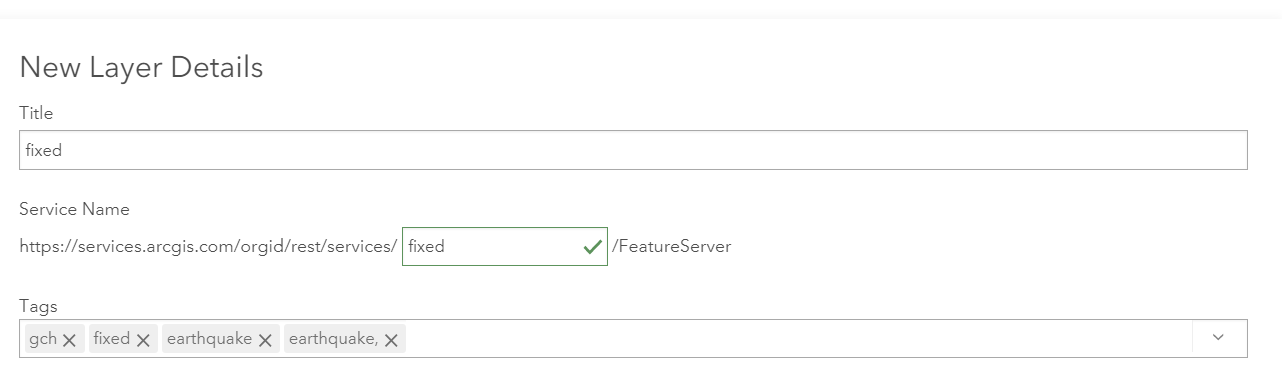 New Layer Details
Title
fixed
Service Name
https://services.arcgis.com/orgid/rest/services/ fixed /FeatureServer
Tags
gch fixed earthquake earthquake,